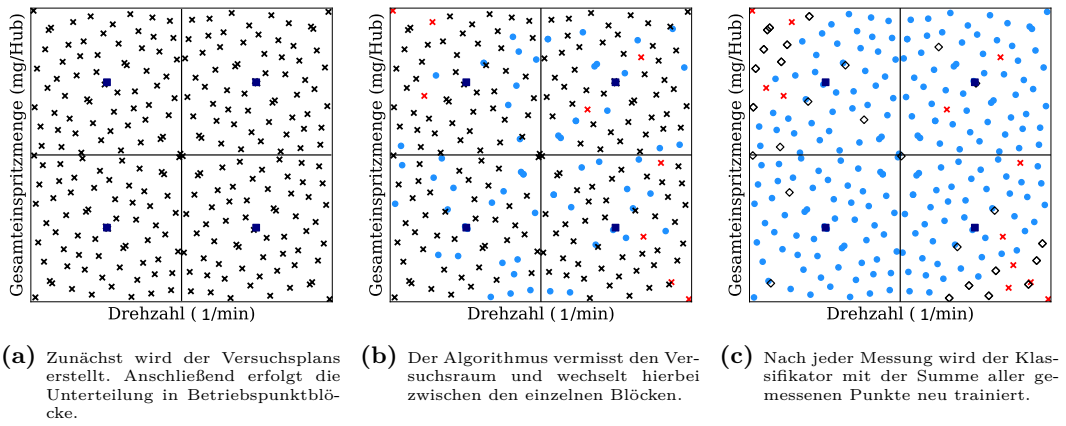 Gesamteinspritzmenge (mg/Hub)
Drehzahl (1/min)
Gesamteinspritzmenge (mg/Hub)
Drehzahl (1/min)
Gesamteinspritzmenge (mg/Hub)
Drehzahl (1/min)
(a) Zunächst wird der Versuchsplans
erstellt. Anschließend erfolgt die
Unterteilung in Betriebspunktblö-
cke.
(b) Der Algorithmus vermisst den Ver-
suchsraum und wechselt hierbei
zwischen den einzelnen Blöcken.
(c) Nach jeder Messung wird der Klas-
sifikator mit der Summe aller ge-
messenen Punkte neu trainiert.